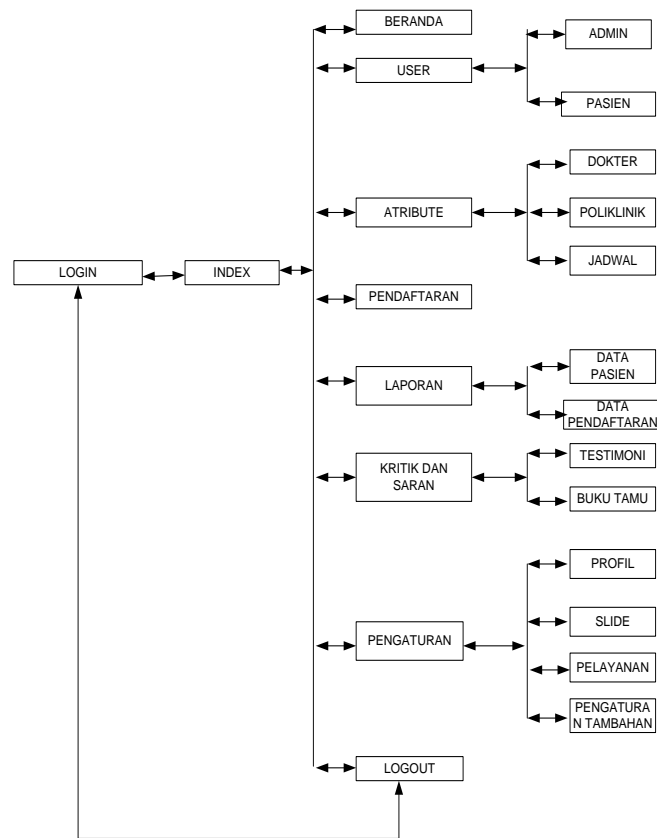 BERANDA
USER
ADMIN
PASIEN
ATRIBUTE
DOKTER
POLIKLINIK
JADWAL
LOGIN
INDEX
PENDAFTARAN
LAPORAN
DATA
PASIEN
DATA
PENDAFTARAN
KRITIK DAN
SARAN
TESTIMONI
BUKU TAMU
PENGATURAN
PROFIL
SLIDE
PELAYANAN
PENGATURA
N TAMBAHAN
LOGOUT